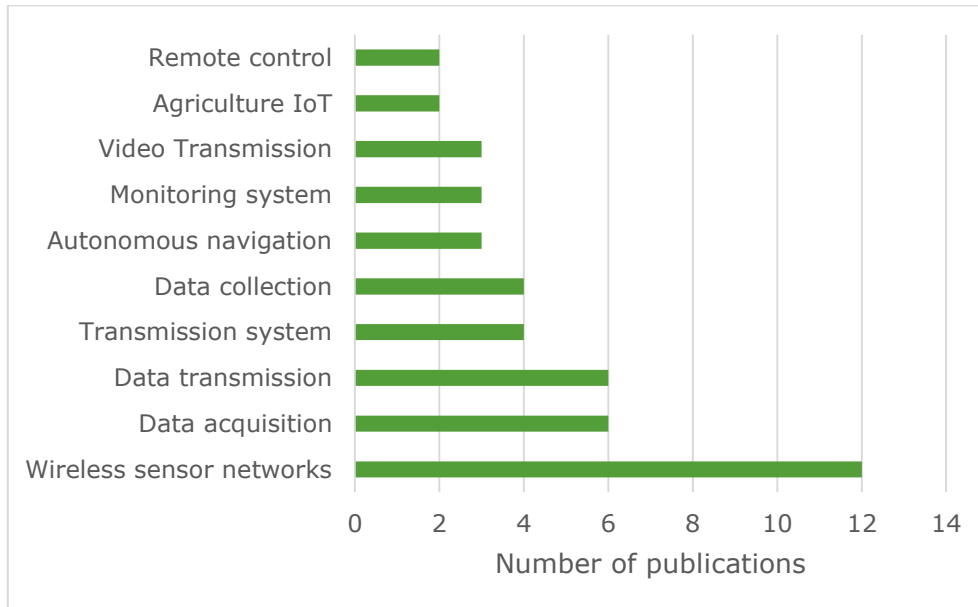 Remote control
Agriculture IoT
Video Transmission
Monitoring system
Autonomous navigation
Data collection
Transmission system
Data transmission
Data acquisition
Wireless sensor networks
0 2 4 6 8 10 12 14
Number of publications